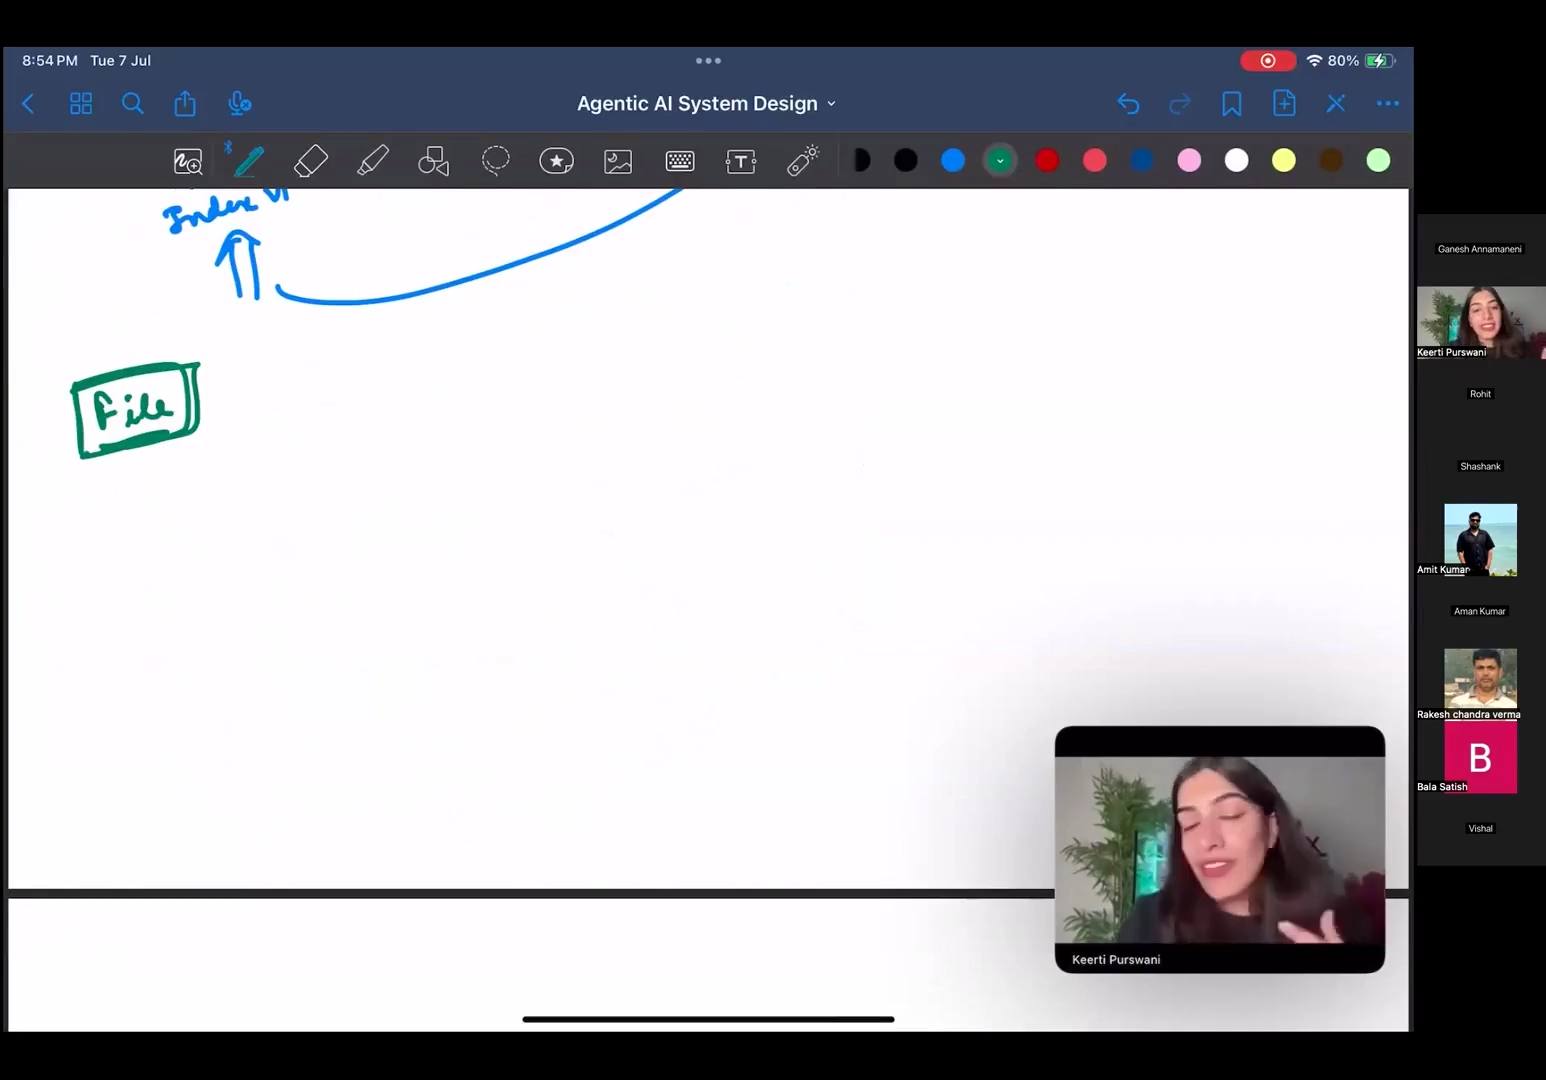 8:54 PM Tue 7 Jul
80%
Agentic AI System Design
T
Index
File
Keerti Purswani
Ganesh Annamaneni
Keerti Purswani
Rohit
Shashank
Amit Kumar
Aman Kumar
Rakesh chandra verma
B
Bala Satish
Vishal